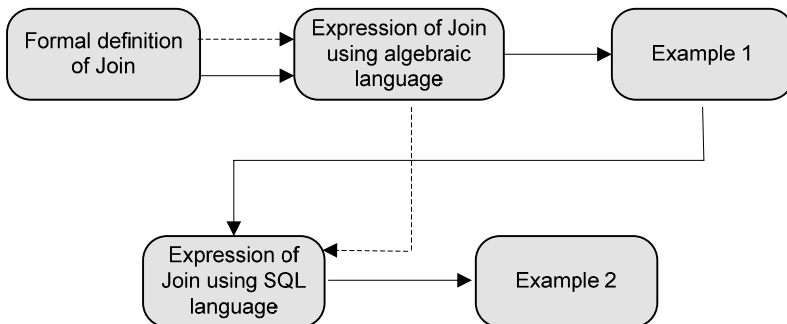 Formal definition
of Join
Expression of Join
using algebraic
language
Example 1
Expression of
Join using SQL
language
Example 2